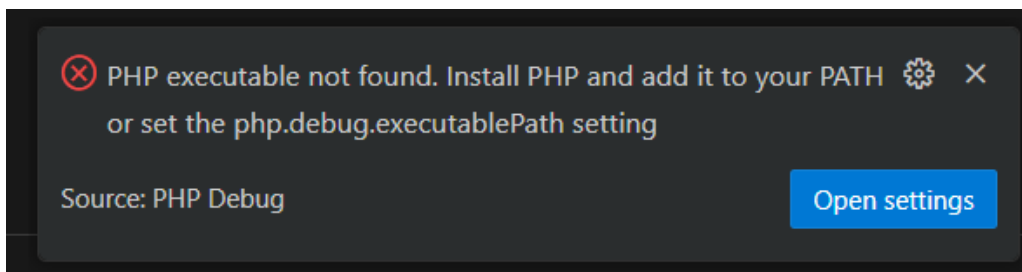 PHP executable not found. Install PHP and add it to your PATH
or set the php.debug.executablePath setting
Source: PHP Debug
Open settings